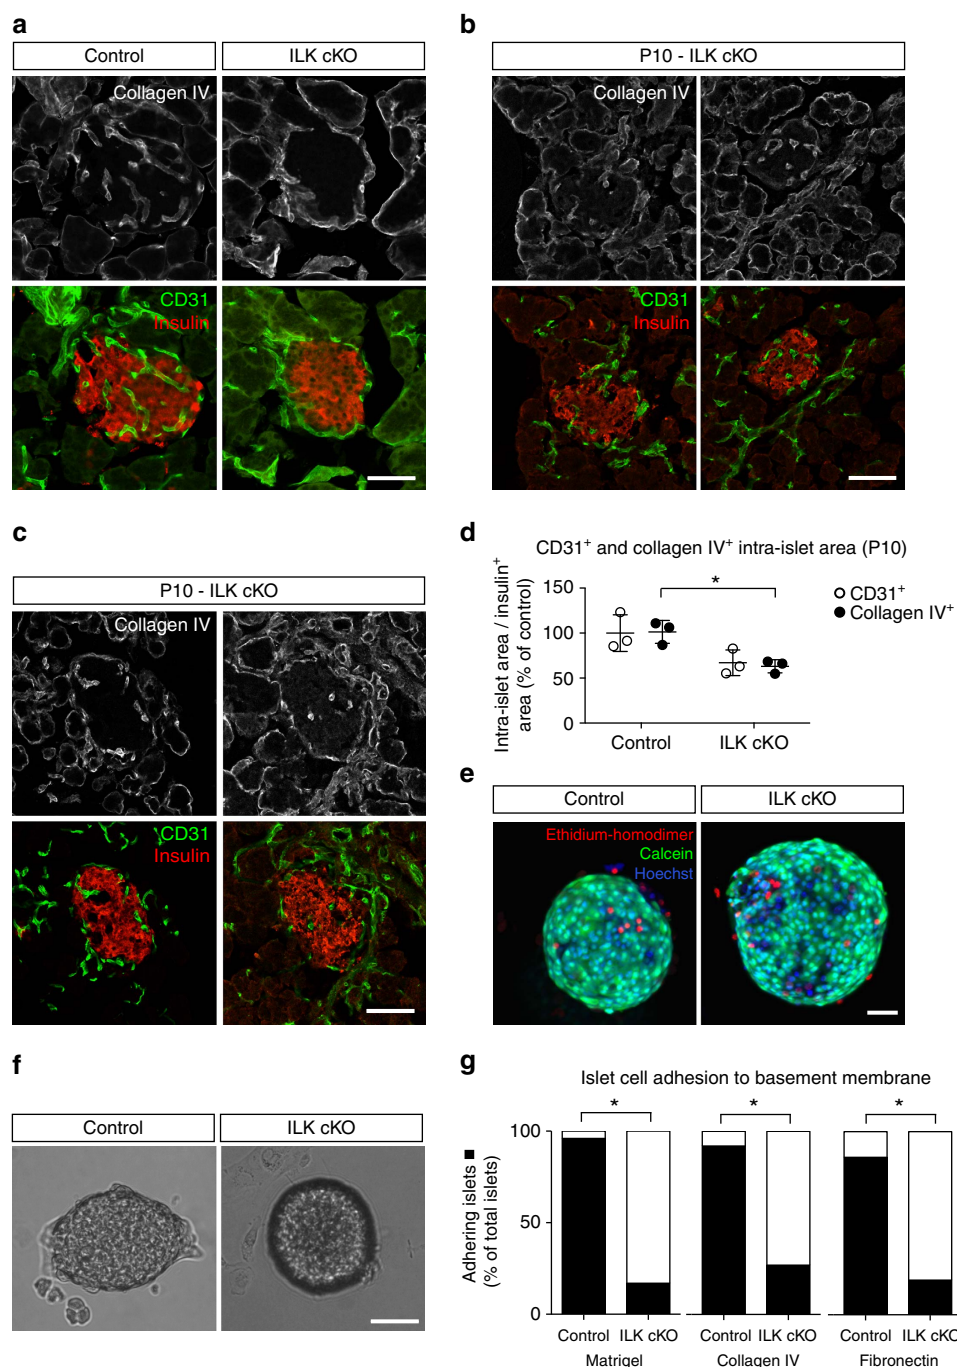 a
Control
ILK cKO
Collagen IV
CD31
Insulin
b
P10 - ILK cKO
Collagen IV
CD31
Insulin
c
P10 - ILK cKO
Collagen IV
CD31
Insulin
d
CD31+ and collagen IV+ intra-islet area (P10)
Intra-islet area / insulin+
area (% of control)
150
100
50
0
*
CD31+
Collagen IV+
Control
ILK cKO
e
Control
ILK cKO
Ethidium-homodimer
Calcein
Hoechst
f
Control
ILK cKO
g
Islet cell adhesion to basement membrane
Adhering islets ■
(% of total islets)
100
50
0
* * *
Control ILK cKO Control ILK cKO Control ILK cKO
Matrigel Collagen IV Fibronectin